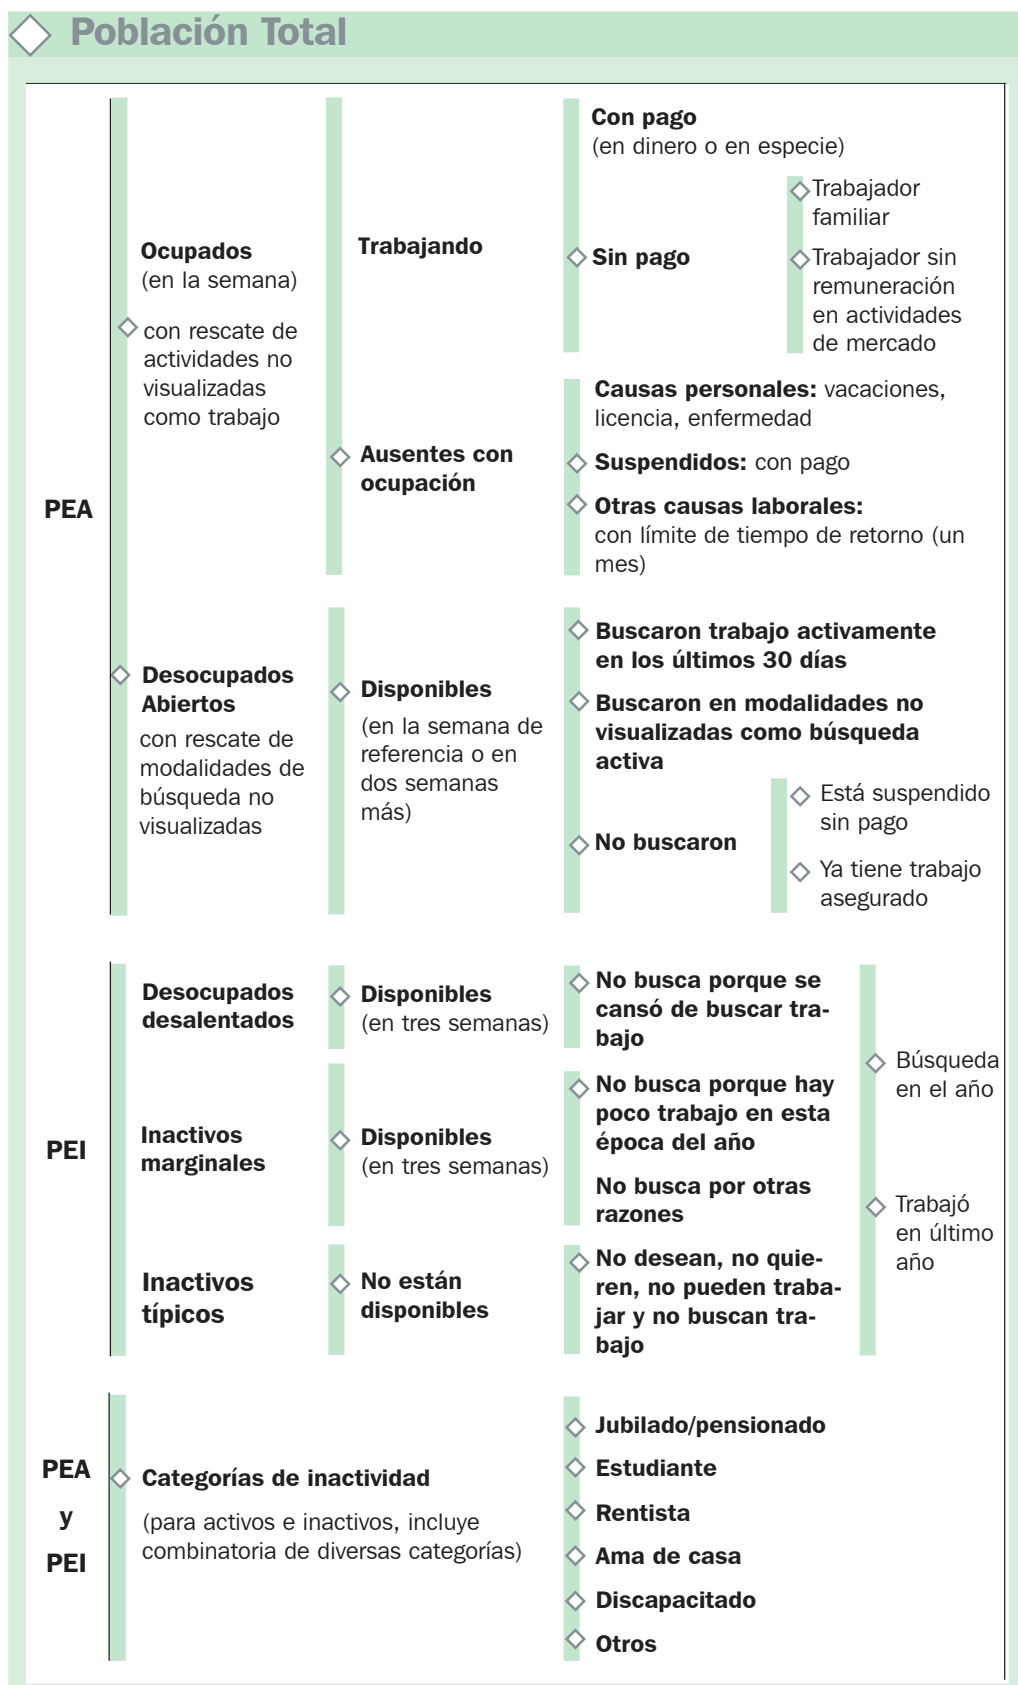 Población Total
PEA
Ocupados
(en la semana)
con rescate de
actividades no
visualizadas
como trabajo
Trabajando
Con pago
(en dinero o en especie)
Sin pago
Trabajador
familiar
Trabajador sin
remuneración
en actividades
de mercado
Ausentes con
ocupación
Causas personales: vacaciones,
licencia, enfermedad
Suspendidos: con pago
Otras causas laborales:
con límite de tiempo de retorno (un
mes)
Desocupados
Abiertos
con rescate de
modalidades de
búsqueda no
visualizadas
Disponibles
(en la semana de
referencia o en
dos semanas
más)
Buscaron trabajo activamente
en los últimos 30 días
Buscaron en modalidades no
visualizadas como búsqueda
activa
No buscaron
Está suspendido
sin pago
Ya tiene trabajo
asegurado
PEI
Desocupados
desalentados
Disponibles
(en tres semanas)
No busca porque se
cansó de buscar tra-
bajo
Inactivos
marginales
Disponibles
(en tres semanas)
No busca porque hay
poco trabajo en esta
época del año
No busca por otras
razones
Inactivos
típicos
No están
disponibles
No desean, no quie-
ren, no pueden traba-
jar y no buscan tra-
bajo
Búsqueda
en el año
Trabajó
en último
año
PEA
y
PEI
Categorías de inactividad
(para activos e inactivos, incluye
combinatoria de diversas categorías)
Jubilado/pensionado
Estudiante
Rentista
Ama de casa
Discapacitado
Otros